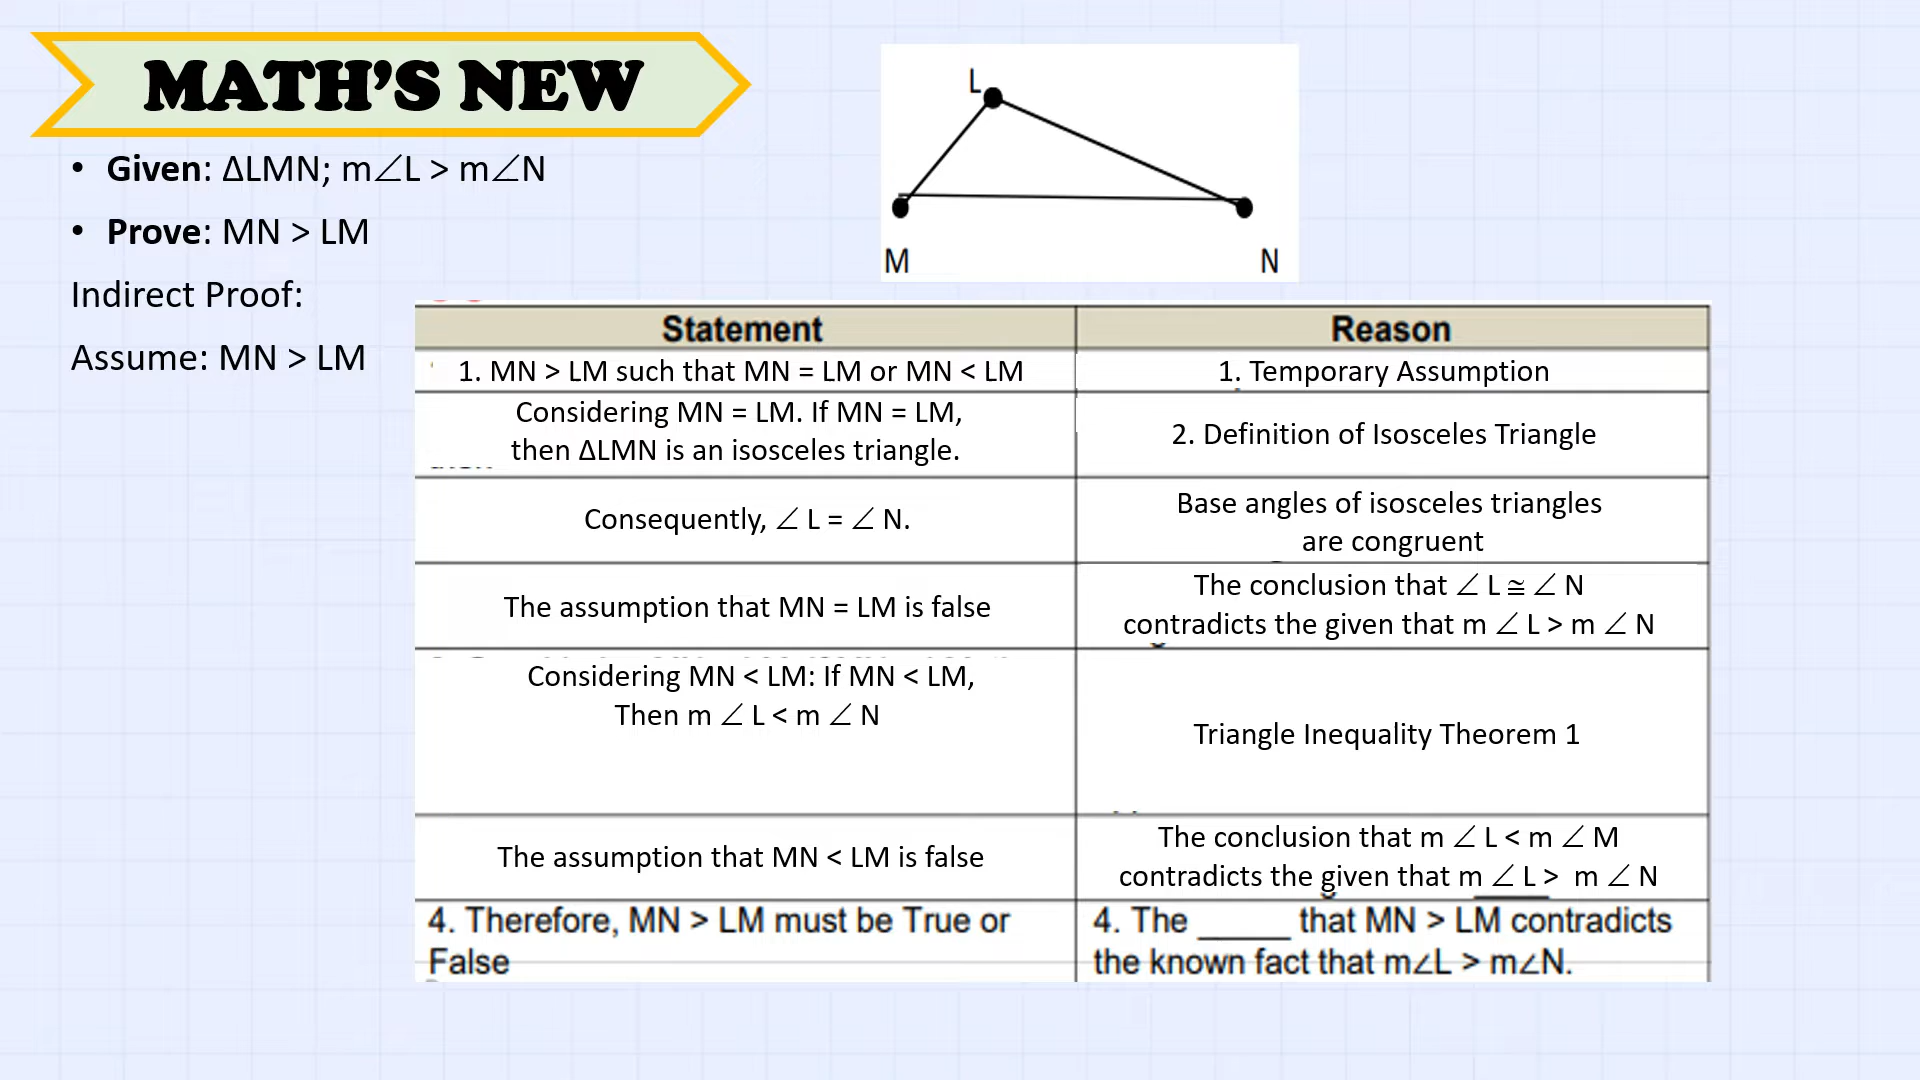 MATH'S NEW
• Given: ΔLMN; m∠L > m∠N
• Prove: MN > LM
Indirect Proof:
Assume: MN > LM
L
M
N
Statement
Reason
1. MN > LM such that MN = LM or MN < LM
1. Temporary Assumption
Considering MN = LM. If MN = LM,
then ΔLMN is an isosceles triangle.
2. Definition of Isosceles Triangle
Consequently, ∠ L = ∠ N.
Base angles of isosceles triangles
are congruent
The assumption that MN = LM is false
The conclusion that ∠ L ≅ ∠ N
contradicts the given that m ∠ L > m ∠ N
Considering MN < LM: If MN < LM,
Then m ∠ L < m ∠ N
Triangle Inequality Theorem 1
The assumption that MN < LM is false
The conclusion that m ∠ L < m ∠ M
contradicts the given that m ∠ L > m ∠ N
4. Therefore, MN > LM must be True or
False
4. The _____ that MN > LM contradicts
the known fact that m∠L > m∠N.